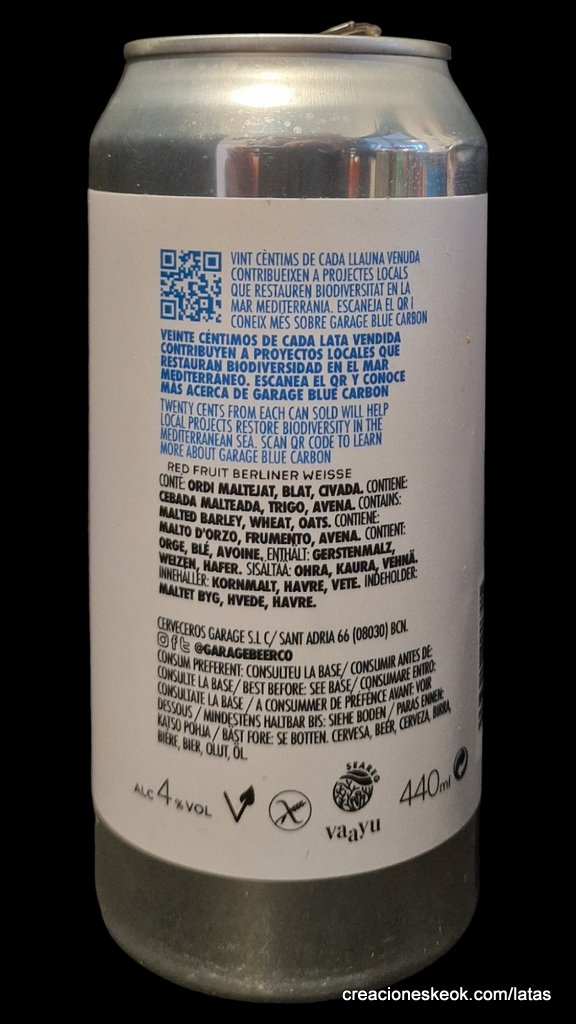 VINT CÈNTIMS DE CADA LLAUNA VENUDA
CONTRIBUEIXEN A PROJECTES LOCALS
QUE RESTAUREN BIODIVERSITAT EN LA
MAR MEDITERRÀNIA. ESCANEJA EL QR I
CONEIX MÉS SOBRE GARAGE BLUE CARBON
VEINTE CÉNTIMOS DE CADA LATA VENDIDA
CONTRIBUYEN A PROYECTOS LOCALES QUE
RESTAURAN BIODIVERSIDAD EN EL MAR
MEDITERRÁNEO. ESCANEA EL QR Y CONOCE
MÁS ACERCA DE GARAGE BLUE CARBON
TWENTY CENTS FROM EACH CAN SOLD WILL HELP
LOCAL PROJECTS RESTORE BIODIVERSITY IN THE
MEDITERRANEAN SEA. SCAN QR CODE TO LEARN
MORE ABOUT GARAGE BLUE CARBON
RED FRUIT BERLINER WEISSE
CONTÉ: ORDI MALTEJAT, BLAT, CIVADA. CONTIENE:
CEBADA MALTEADA, TRIGO, AVENA. CONTAINS:
MALTED BARLEY, WHEAT, OATS. CONTIENE:
MALTO D'ORZO, FRUMENTO, AVENA. CONTIENT:
ORGE, BLÉ, AVOINE. ENTHÄLT: GERSTENMALZ,
WEIZEN, HAFER. SISÄLTÄÄ: OHRA, KAURA, VEHNÄ.
INNEHÅLLER: KORNMALT, HAVRE, VETE. INDEHOLDER:
MALTET BYG, HVEDE, HAVRE.
CERVECEROS GARAGE S.L C/ SANT ADRIA 66 (08030) BCN.
@GARAGEBEERCO
CONSUM PREFERENT: CONSULTEU LA BASE/ CONSUMIR ANTES DE:
CONSULTE LA BASE/ BEST BEFORE: SEE BASE/ CONSUMARE ENTRO:
CONSULTATE LA BASE / A CONSUMMER DE PRÉFENCE AVANT: VOIR
DESSOUS / MINDESTENS HALTBAR BIS: SIEHE BODEN / PARAS ENNEN:
KATSO POHJA / BÄST FORE: SE BOTTEN. CERVESA, BEER, CERVEZA, BIRRA,
BIÈRE, BIER, OLUT, ÖL.
ALC 4 % VOL
SEAREG
vaayu
440ml
creacioneskeok.com/latas